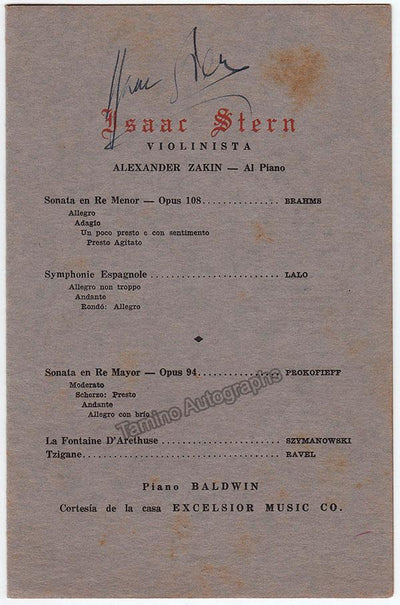 Isaac Stern
Isaac Stern
VIOLINISTA
ALEXANDER ZAKIN — Al Piano
Sonata en Re Menor — Opus 108.............. BRAHMS
Allegro
Adagio
Un poco presto e con sentimento
Presto Agitato
Symphonie Espagnole ........................ LALO
Allegro non troppo
Andante
Rondó: Allegro
Sonata en Re Mayor — Opus 94............... PROKOFIEFF
Moderato
Scherzo: Presto
Andante
Allegro con brío
Tamino Autographs
La Fontaine D'Arethuse ..................... SZYMANOWSKI
Tzigane..................................... RAVEL
Piano BALDWIN
Cortesía de la casa EXCELSIOR MUSIC CO.